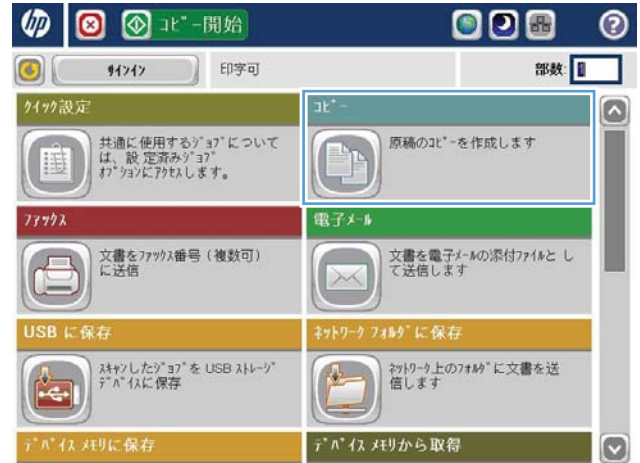 hp
ｺﾋﾟｰ開始
ｻｲﾝｲﾝ
印字可
部数:
1
ｸｲｯｸ設定
共通に使用するｼﾞｮﾌﾞについて
は、設 定済みｼﾞｮﾌﾞ
ｵﾌﾟｼｮﾝにｱｸｾｽしま
す。
ｺﾋﾟｰ
原稿のｺﾋﾟｰを作成します
ﾌｧｯｸｽ
文書をﾌｧｯｸｽ番号（複数可）
に送信
電子ﾒｰﾙ
文書を電子ﾒｰﾙの添付ﾌｧｲﾙと し
て送信します
USB に保存
ｽｷｬﾝしたｼﾞｮﾌﾞを USB ｽﾄﾚｰｼﾞ
ﾃﾞﾊﾞｲｽに保存
ﾈｯﾄﾜｰｸ ﾌｫﾙﾀﾞに保存
ﾈｯﾄﾜｰｸ上のﾌｫﾙﾀﾞに文書を送
信します
ﾃﾞﾊﾞｲｽ ﾒﾓﾘに保存
ﾃﾞﾊﾞｲｽ ﾒﾓﾘから取得